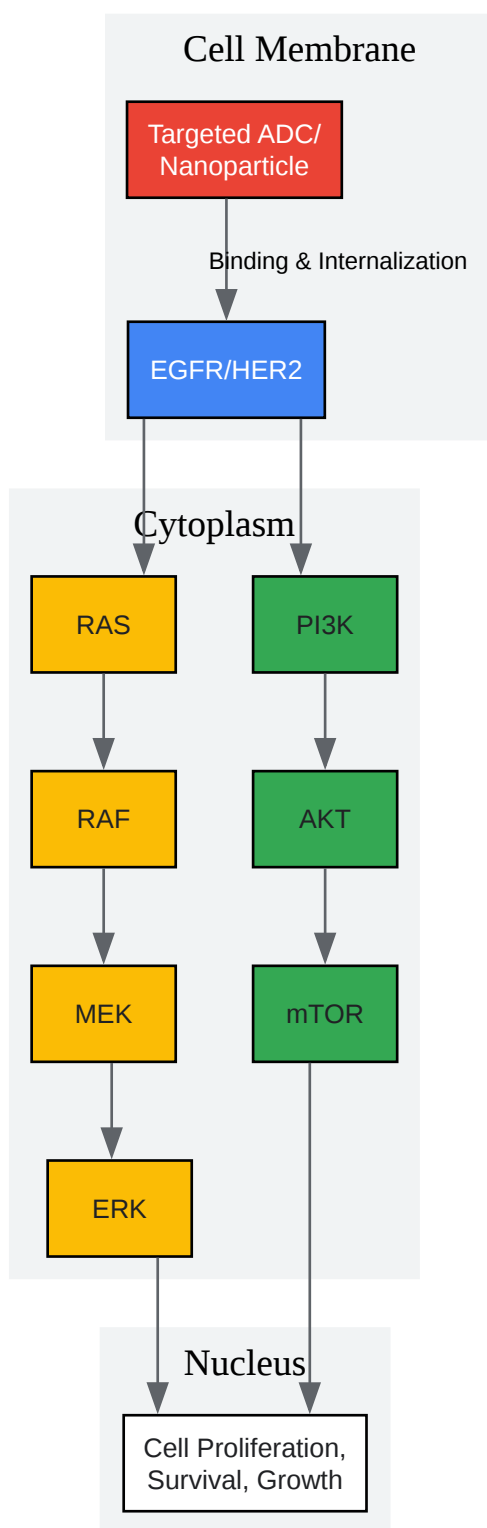 Cell Membrane
Targeted ADC/
Nanoparticle
Binding & Internalization
EGFR/HER2
Cytoplasm
RAS
PI3K
RAF
AKT
MEK
mTOR
ERK
Nucleus
Cell Proliferation,
Survival, Growth